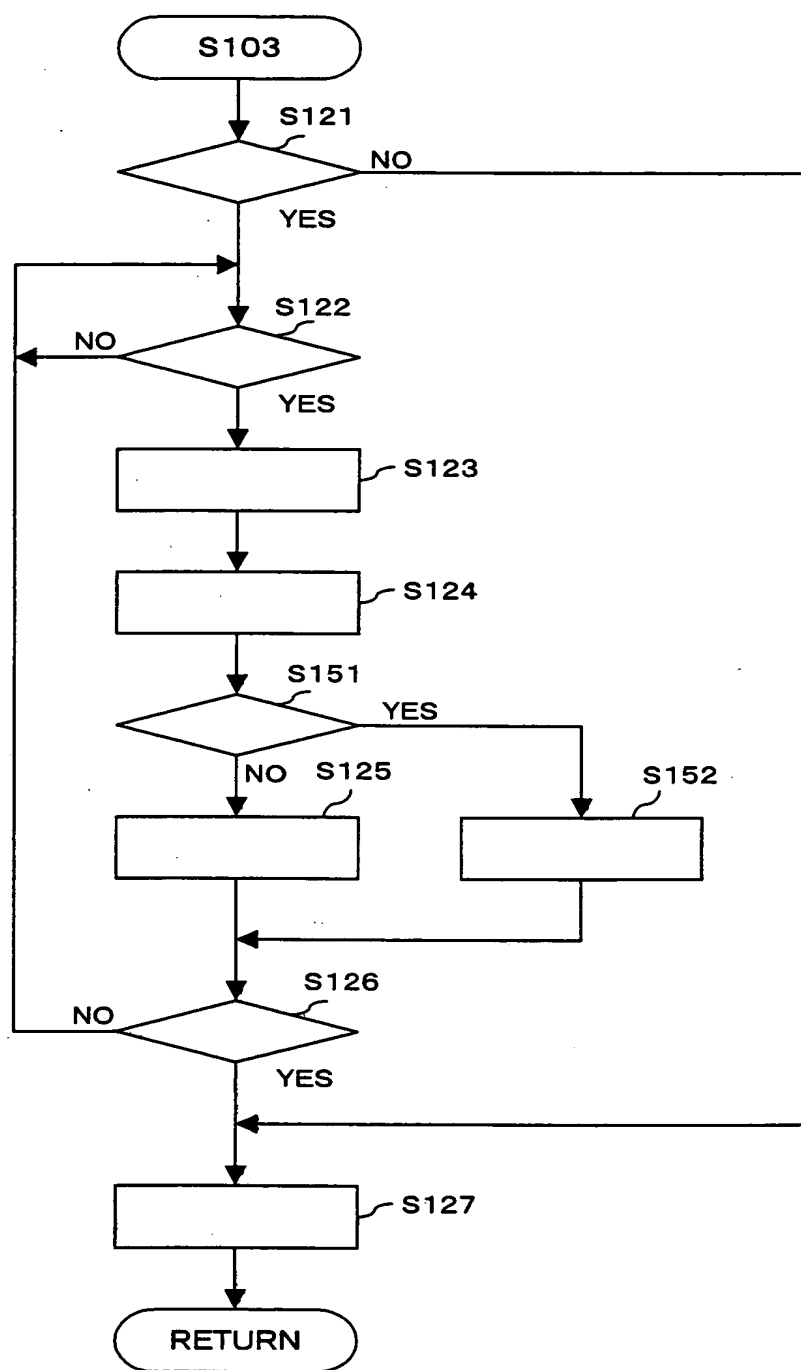 S103
S121
NO
YES
S122
NO
YES
S123
S124
S151
YES
NO
S125
S152
S126
NO
YES
S127
RETURN